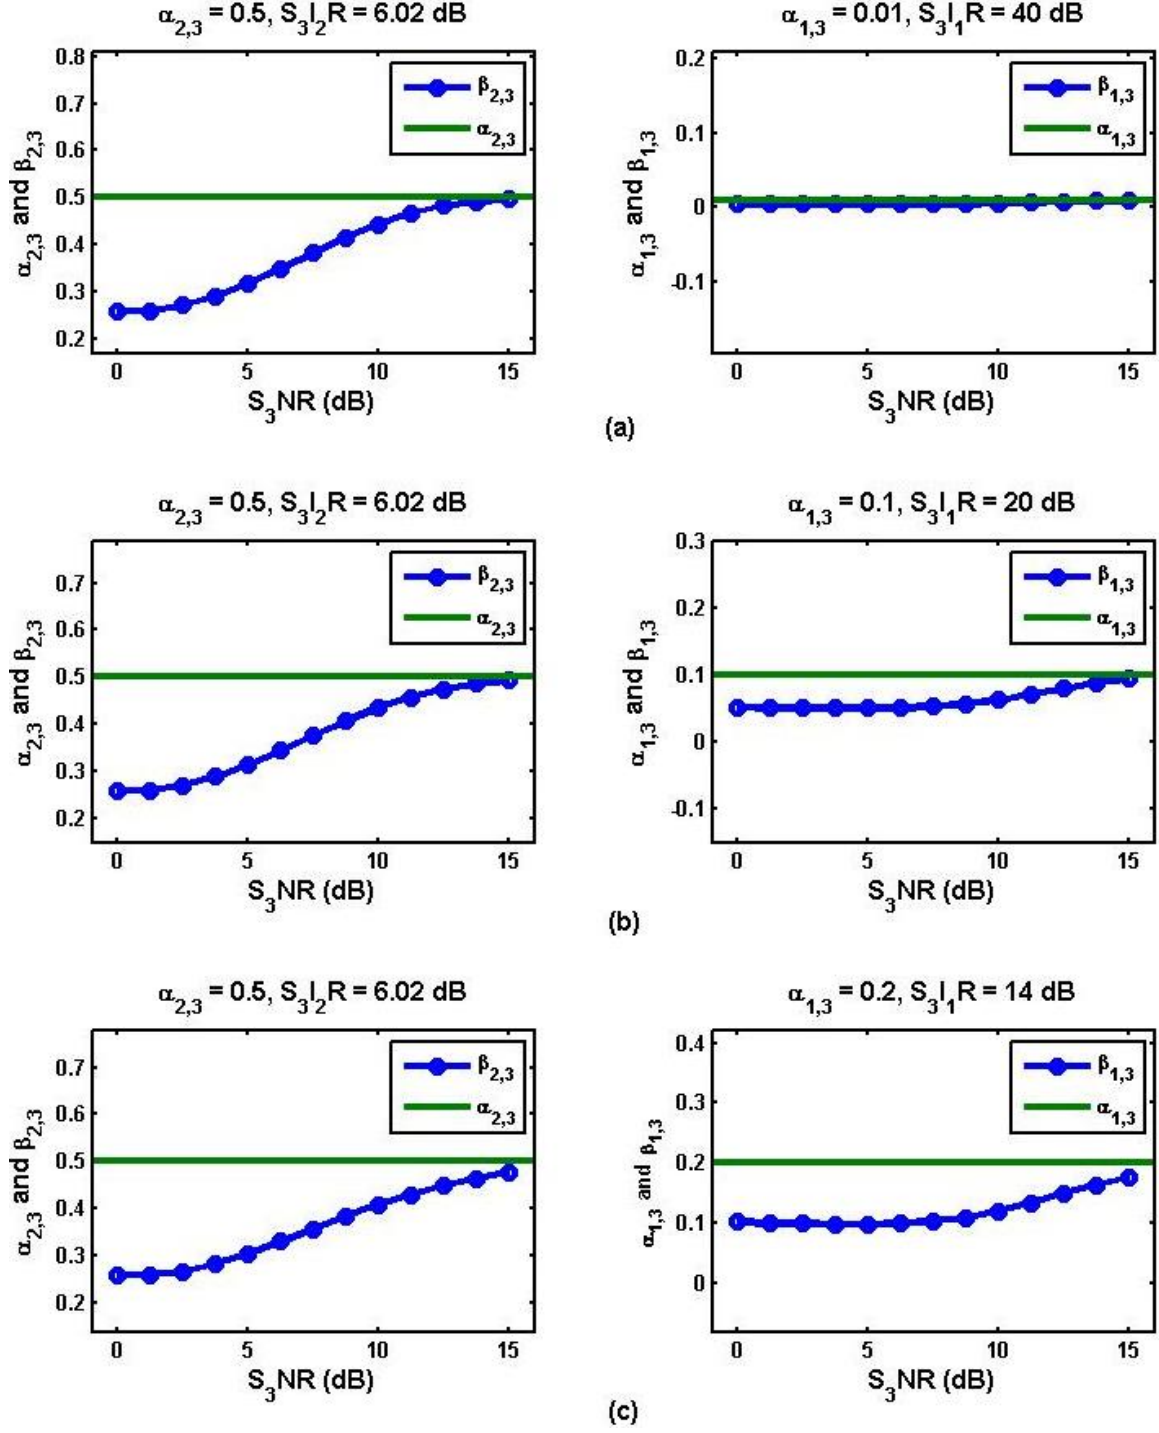 α2,3 = 0.5, S3I2R = 6.02 dB
α2,3 and β2,3
0.8
0.7
0.6
0.5
0.4
0.3
0.2
β2,3
α2,3
0 5 10 15
S3NR (dB)
α1,3 = 0.01, S3I1R = 40 dB
α1,3 and β1,3
0.2
0.1
0
-0.1
β1,3
α1,3
0 5 10 15
S3NR (dB)
(a)
α2,3 = 0.5, S3I2R = 6.02 dB
α2,3 and β2,3
0.7
0.6
0.5
0.4
0.3
0.2
β2,3
α2,3
0 5 10 15
S3NR (dB)
α1,3 = 0.1, S3I1R = 20 dB
α1,3 and β1,3
0.3
0.2
0.1
0
-0.1
β1,3
α1,3
0 5 10 15
S3NR (dB)
(b)
α2,3 = 0.5, S3I2R = 6.02 dB
α2,3 and β2,3
0.7
0.6
0.5
0.4
0.3
0.2
β2,3
α2,3
0 5 10 15
S3NR (dB)
α1,3 = 0.2, S3I1R = 14 dB
α1,3 and β1,3
0.4
0.3
0.2
0.1
0
β1,3
α1,3
0 5 10 15
S3NR (dB)
(c)